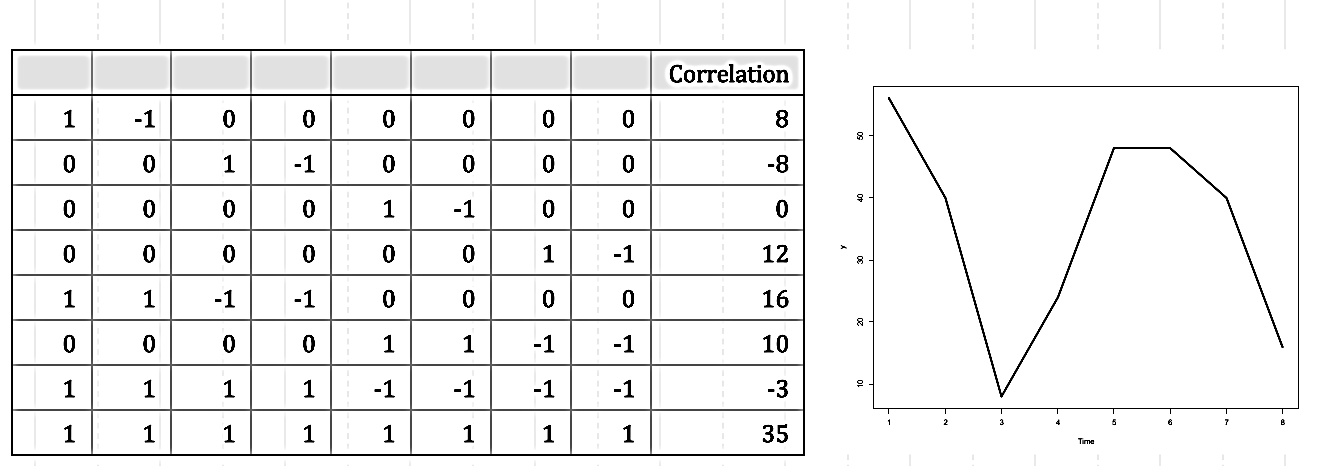 Correlation
1 -1 0 0 0 0 0 0 8
0 0 1 -1 0 0 0 0 -8
0 0 0 0 1 -1 0 0 0
0 0 0 0 0 0 1 -1 12
1 1 -1 -1 0 0 0 0 16
0 0 0 0 1 1 -1 -1 10
1 1 1 1 -1 -1 -1 -1 -3
1 1 1 1 1 1 1 1 35
50
40
30
20
10
y
1 2 3 4 5 6 7 8
Time